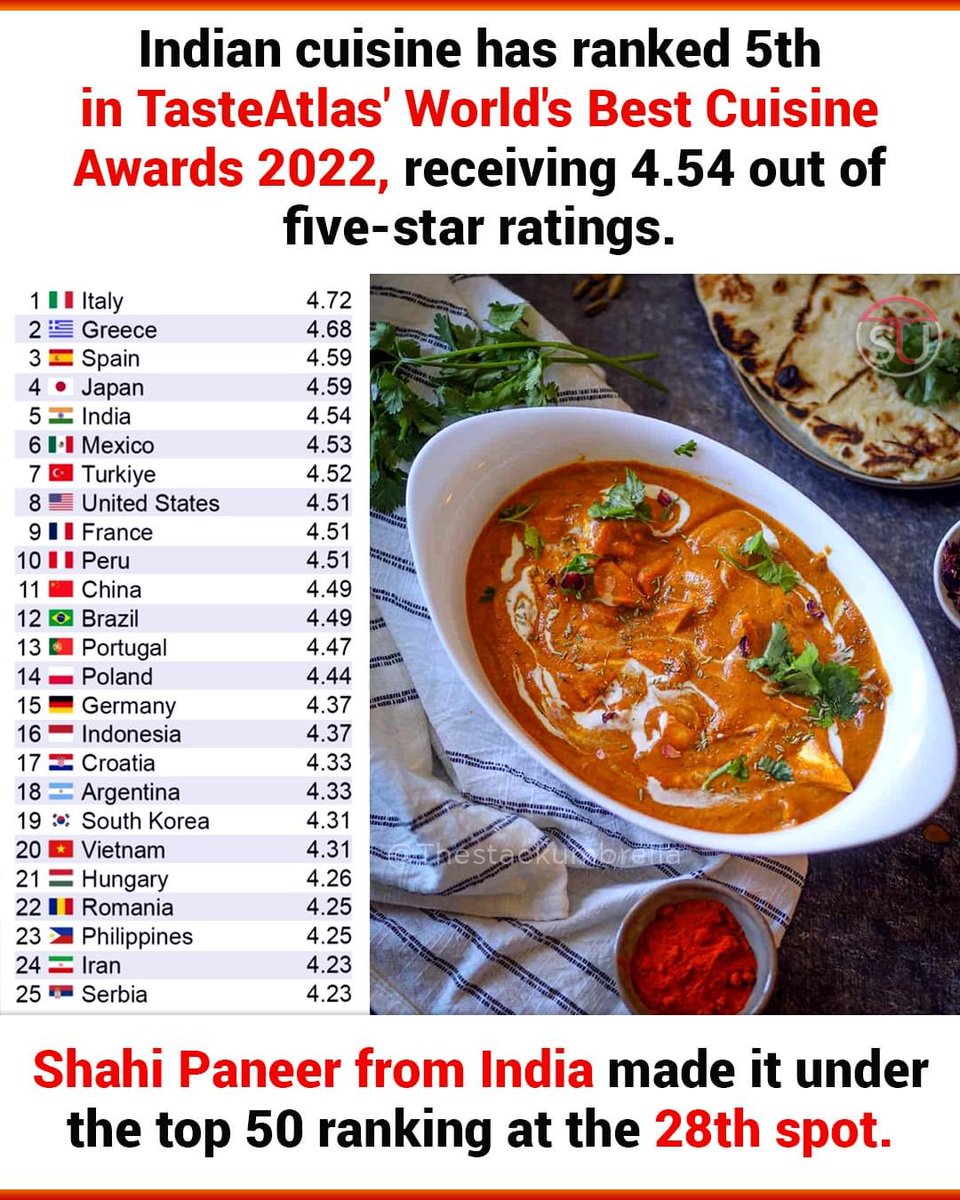 Indian cuisine has ranked 5th
in TasteAtlas' World's Best Cuisine
Awards 2022, receiving 4.54 out of
five-star ratings.
1 Italy 4.72
2 Greece 4.68
3 Spain 4.59
4 Japan 4.59
5 India 4.54
6 Mexico 4.53
7 Turkiye 4.52
8 United States 4.51
9 France 4.51
10 Peru 4.51
11 China 4.49
12 Brazil 4.49
13 Portugal 4.47
14 Poland 4.44
15 Germany 4.37
16 Indonesia 4.37
17 Croatia 4.33
18 Argentina 4.33
19 South Korea 4.31
20 Vietnam 4.31
21 Hungary 4.26
22 Romania 4.25
23 Philippines 4.25
24 Iran 4.23
25 Serbia 4.23
SU
@Thestackumbrella
Shahi Paneer from India made it under
the top 50 ranking at the 28th spot.